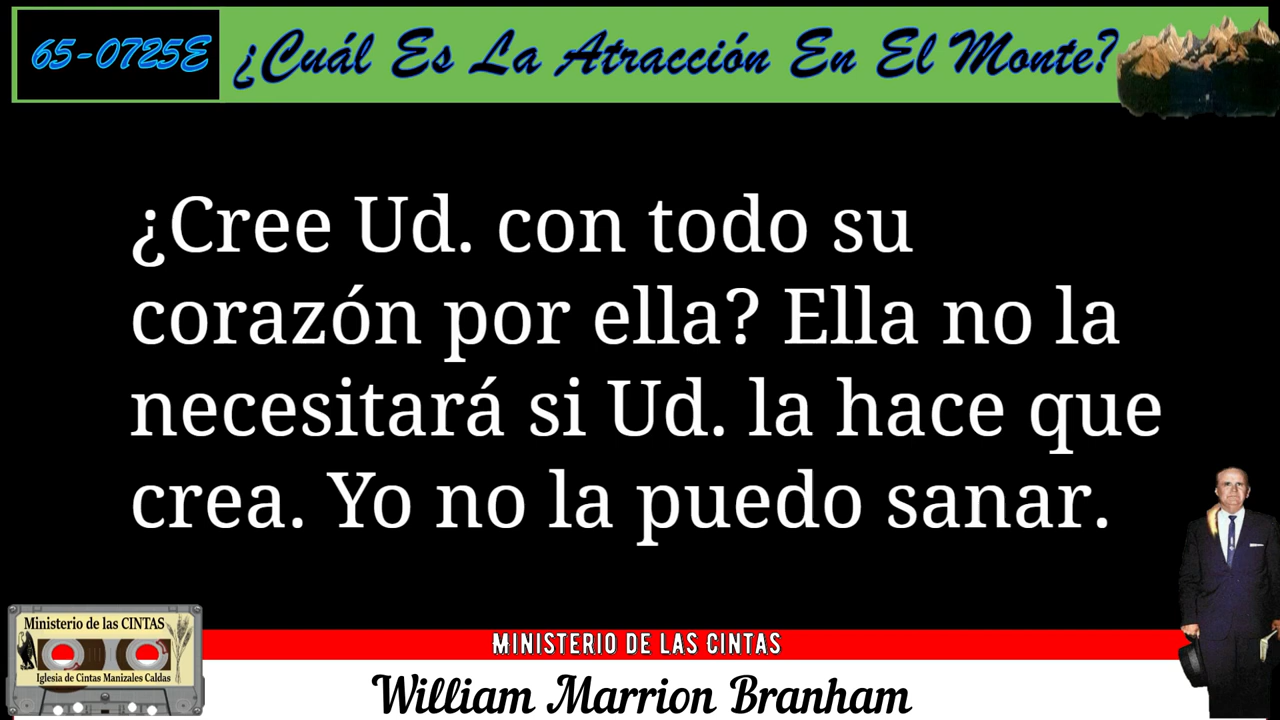 65-0725E ¿Cuál Es La Atracción En El Monte?
¿Cree Ud. con todo su
corazón por ella? Ella no la
necesitará si Ud. la hace que
crea. Yo no la puedo sanar.
Ministerio de las CINTAS
Iglesia de Cintas Manizales Caldas
MINISTERIO DE LAS CINTAS
William Marrion Branham